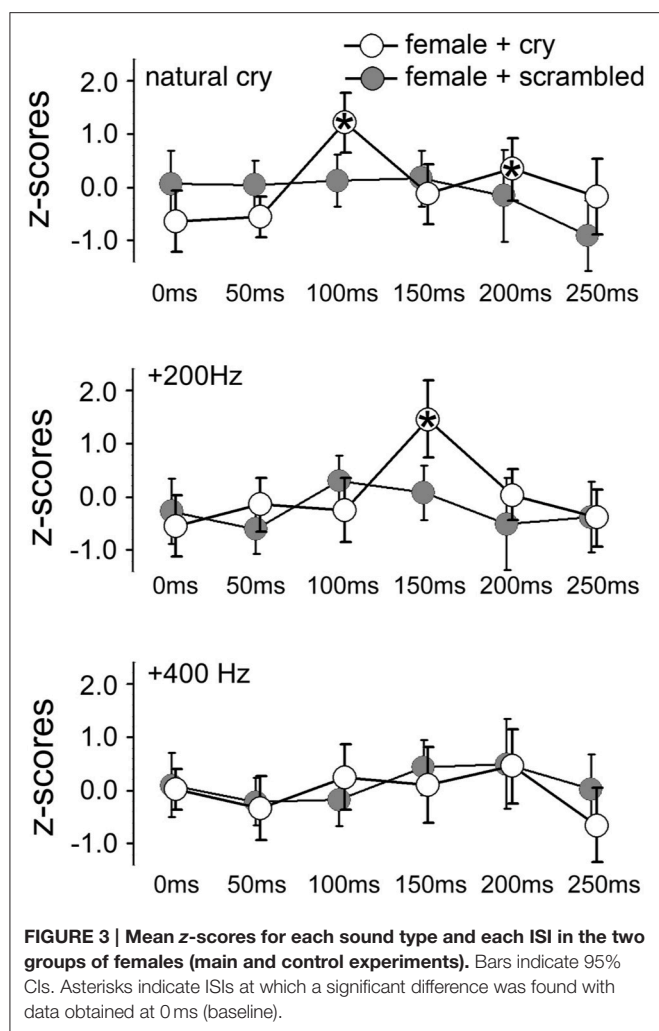 female + cry
natural cry
female + scrambled
z-scores
2.0
1.0
0.0
-1.0
* *
0ms 50ms 100ms 150ms 200ms 250ms
+200Hz
z-scores
2.0
1.0
0.0
-1.0
*
0ms 50ms 100ms 150ms 200ms 250ms
+400 Hz
z-scores
2.0
1.0
0.0
-1.0
0ms 50ms 100ms 150ms 200ms 250ms
FIGURE 3 | Mean z-scores for each sound type and each ISI in the two
groups of females (main and control experiments). Bars indicate 95%
CIs. Asterisks indicate ISIs at which a significant difference was found with
data obtained at 0 ms (baseline).